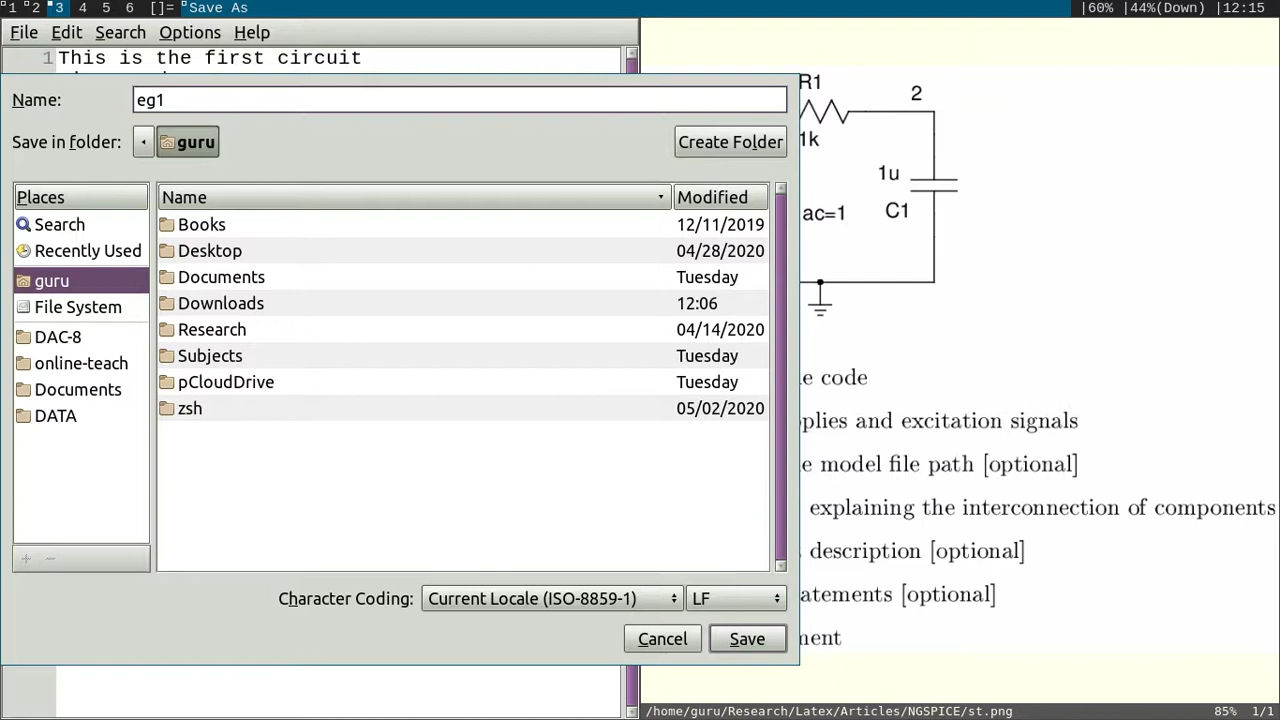 1 2 3 4 5 6 []= Save As |60% |44%(Down) |12:15
File Edit Search Options Help
1 This is the first circuit
Name: eg1
Save in folder: guru Create Folder
Places
Search
Recently Used
guru
File System
DAC-8
online-teach
Documents
DATA
Name Modified
Books 12/11/2019
Desktop 04/28/2020
Documents Tuesday
Downloads 12:06
Research 04/14/2020
Subjects Tuesday
pCloudDrive Tuesday
zsh 05/02/2020
Character Coding: Current Locale (ISO-8859-1) LF
Cancel Save
R1
2
1k
1u
ac=1
C1
code
and excitation signals
model file path [optional]
explaining the interconnection of components
description [optional]
[optional]
/home/guru/Research/Latex/Articles/NGSPICE/st.png 85% 1/1